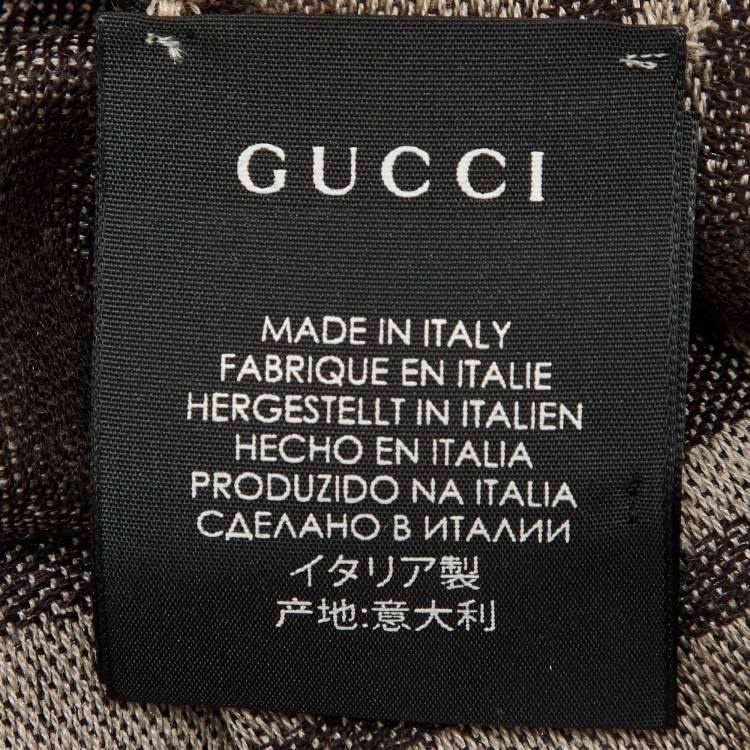 GUCCI
MADE IN ITALY
FABRIQUE EN ITALIE
HERGESTELLT IN ITALIEN
HECHO EN ITALIA
PRODUZIDO NA ITALIA
СДЕЛАНО В ИТАЛИИ
イタリア製
产地:意大利